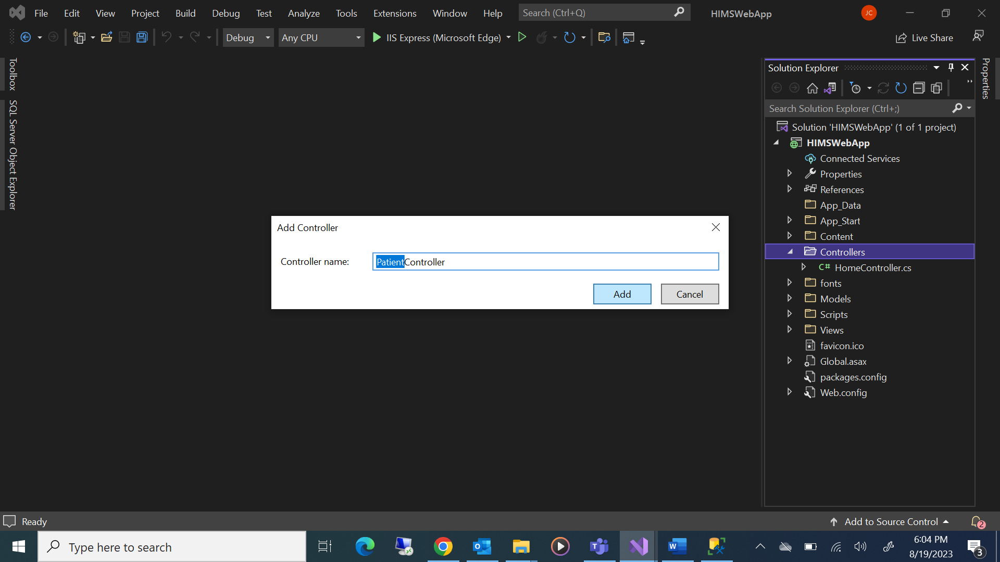 File Edit View Project Build Debug Test Analyze Tools Extensions Window Help Search (Ctrl+Q) HIMSWebApp JC
Debug Any CPU IIS Express (Microsoft Edge) Live Share
Toolbox
SQL Server Object Explorer
Add Controller
Controller name: PatientController
Add Cancel
Solution Explorer
Search Solution Explorer (Ctrl+;)
Solution 'HIMSWebApp' (1 of 1 project)
HIMSWebApp
Connected Services
Properties
References
App_Data
App_Start
Content
Controllers
C# HomeController.cs
fonts
Models
Scripts
Views
favicon.ico
Global.asax
packages.config
Web.config
Properties
Ready Add to Source Control 2
Type here to search 6:04 PM
8/19/2023 3